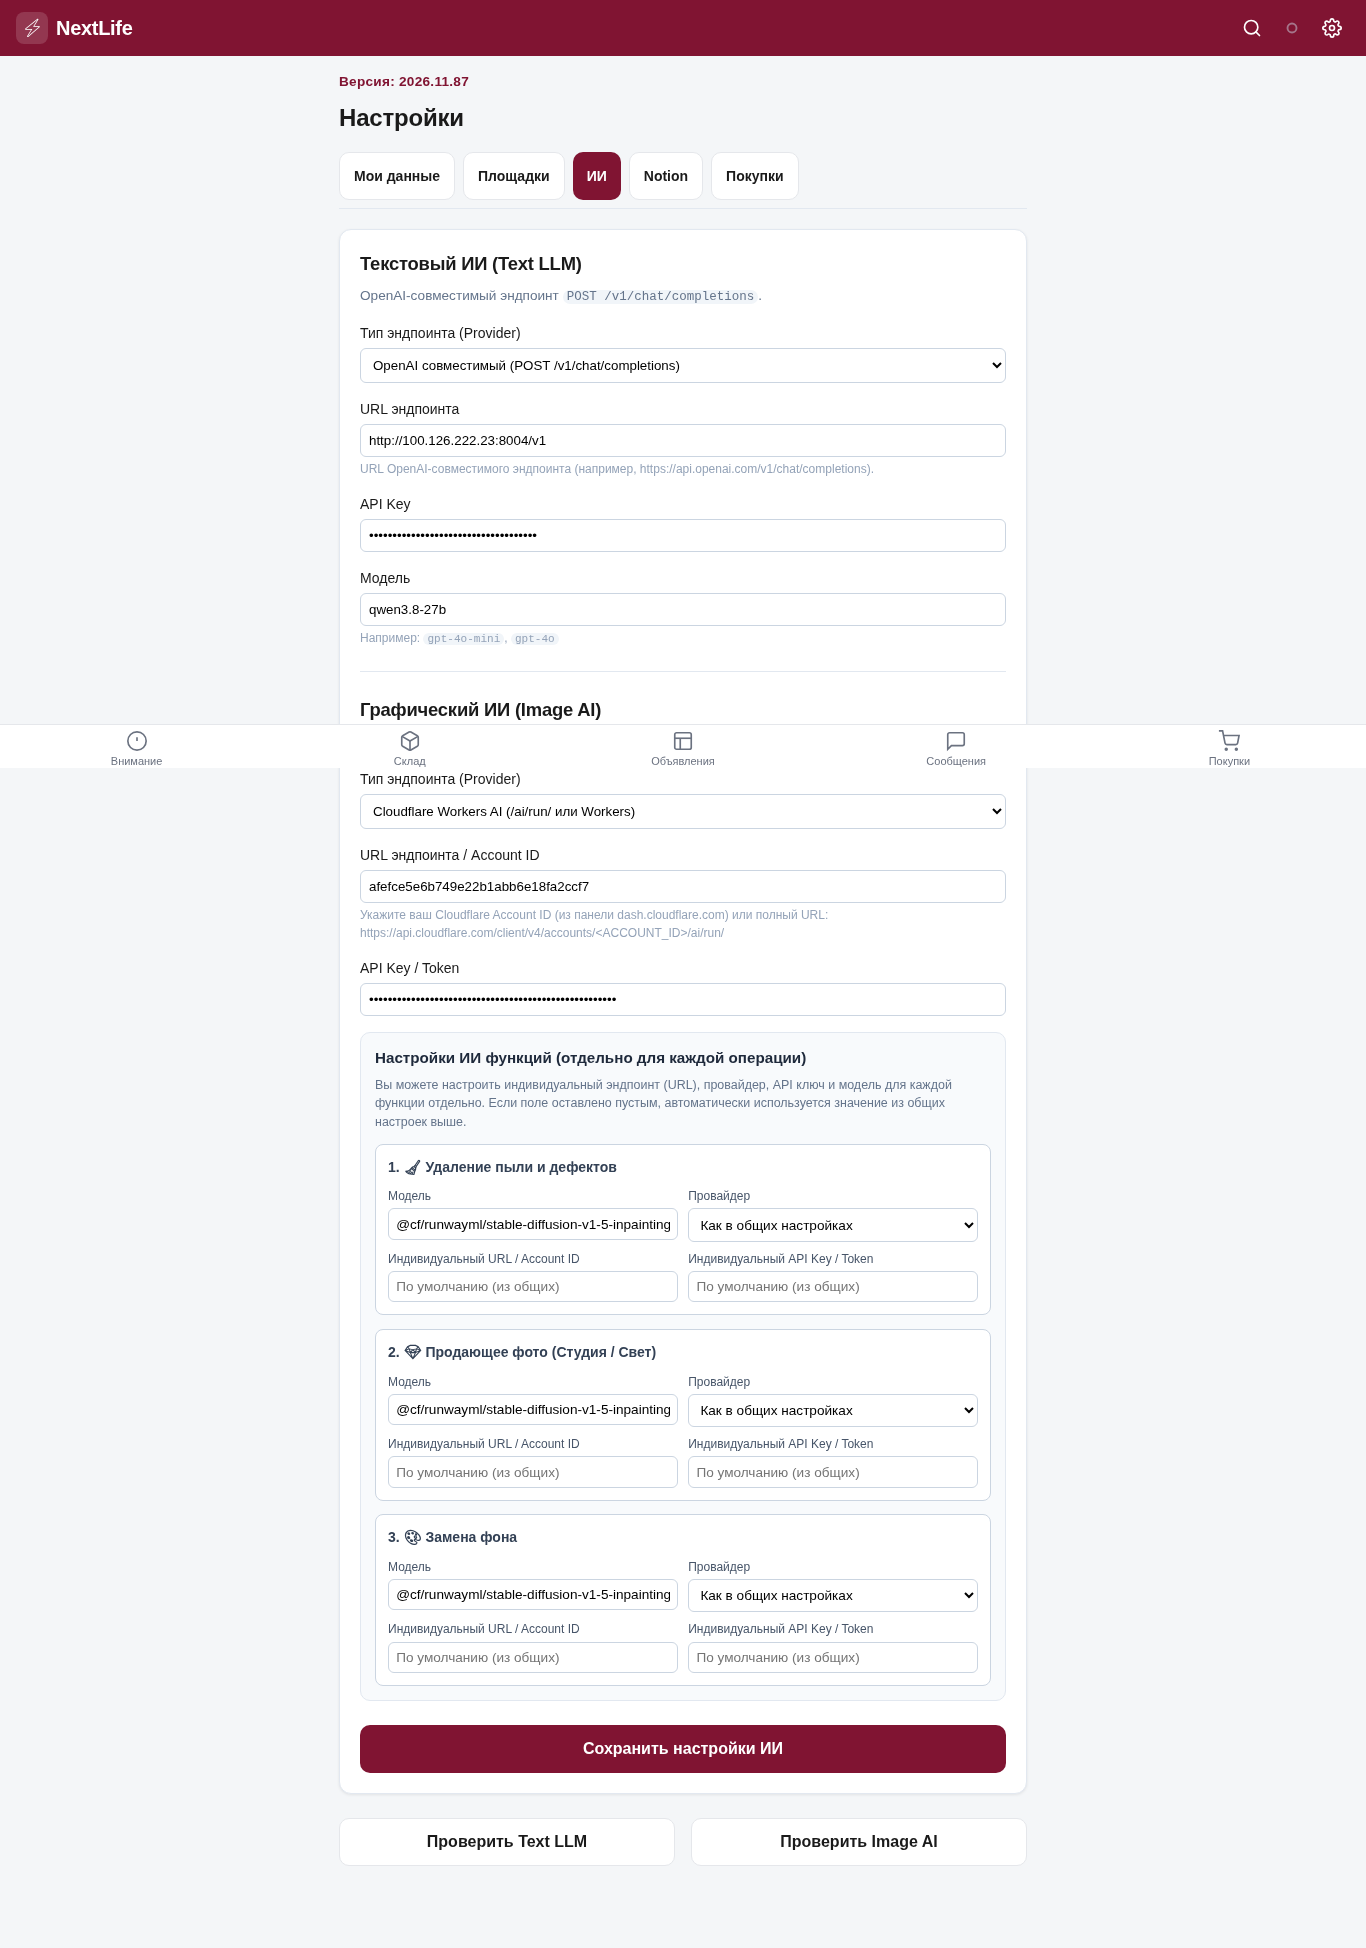 NextLife
Версия: 2026.11.87
Настройки
Мои данные
Площадки
ИИ
Notion
Покупки
Текстовый ИИ (Text LLM)
OpenAI-совместимый эндпоинт POST /v1/chat/completions.
Тип эндпоинта (Provider)
OpenAI совместимый (POST /v1/chat/completions)
URL эндпоинта
http://100.126.222.23:8004/v1
URL OpenAI-совместимого эндпоинта (например, https://api.openai.com/v1/chat/completions).
API Key
••••••••••••••••••••••••••••••••••••
Модель
qwen3.8-27b
Например: gpt-4o-mini, gpt-4o
Графический ИИ (Image AI)
Внимание
Склад
Объявления
Сообщения
Покупки
Тип эндпоинта (Provider)
Cloudflare Workers AI (/ai/run/ или Workers)
URL эндпоинта / Account ID
afefce5e6b749e22b1abb6e18fa2ccf7
Укажите ваш Cloudflare Account ID (из панели dash.cloudflare.com) или полный URL:
https://api.cloudflare.com/client/v4/accounts/<ACCOUNT_ID>/ai/run/
API Key / Token
•••••••••••••••••••••••••••••••••••••••••••••••••••••
Настройки ИИ функций (отдельно для каждой операции)
Вы можете настроить индивидуальный эндпоинт (URL), провайдер, API ключ и модель для каждой
функции отдельно. Если поле оставлено пустым, автоматически используется значение из общих
настроек выше.
1. 🧹 Удаление пыли и дефектов
Модель
Провайдер
@cf/runwayml/stable-diffusion-v1-5-inpainting
Как в общих настройках
Индивидуальный URL / Account ID
Индивидуальный API Key / Token
По умолчанию (из общих)
По умолчанию (из общих)
2. 💎 Продающее фото (Студия / Свет)
Модель
Провайдер
@cf/runwayml/stable-diffusion-v1-5-inpainting
Как в общих настройках
Индивидуальный URL / Account ID
Индивидуальный API Key / Token
По умолчанию (из общих)
По умолчанию (из общих)
3. 🎨 Замена фона
Модель
Провайдер
@cf/runwayml/stable-diffusion-v1-5-inpainting
Как в общих настройках
Индивидуальный URL / Account ID
Индивидуальный API Key / Token
По умолчанию (из общих)
По умолчанию (из общих)
Сохранить настройки ИИ
Проверить Text LLM
Проверить Image AI